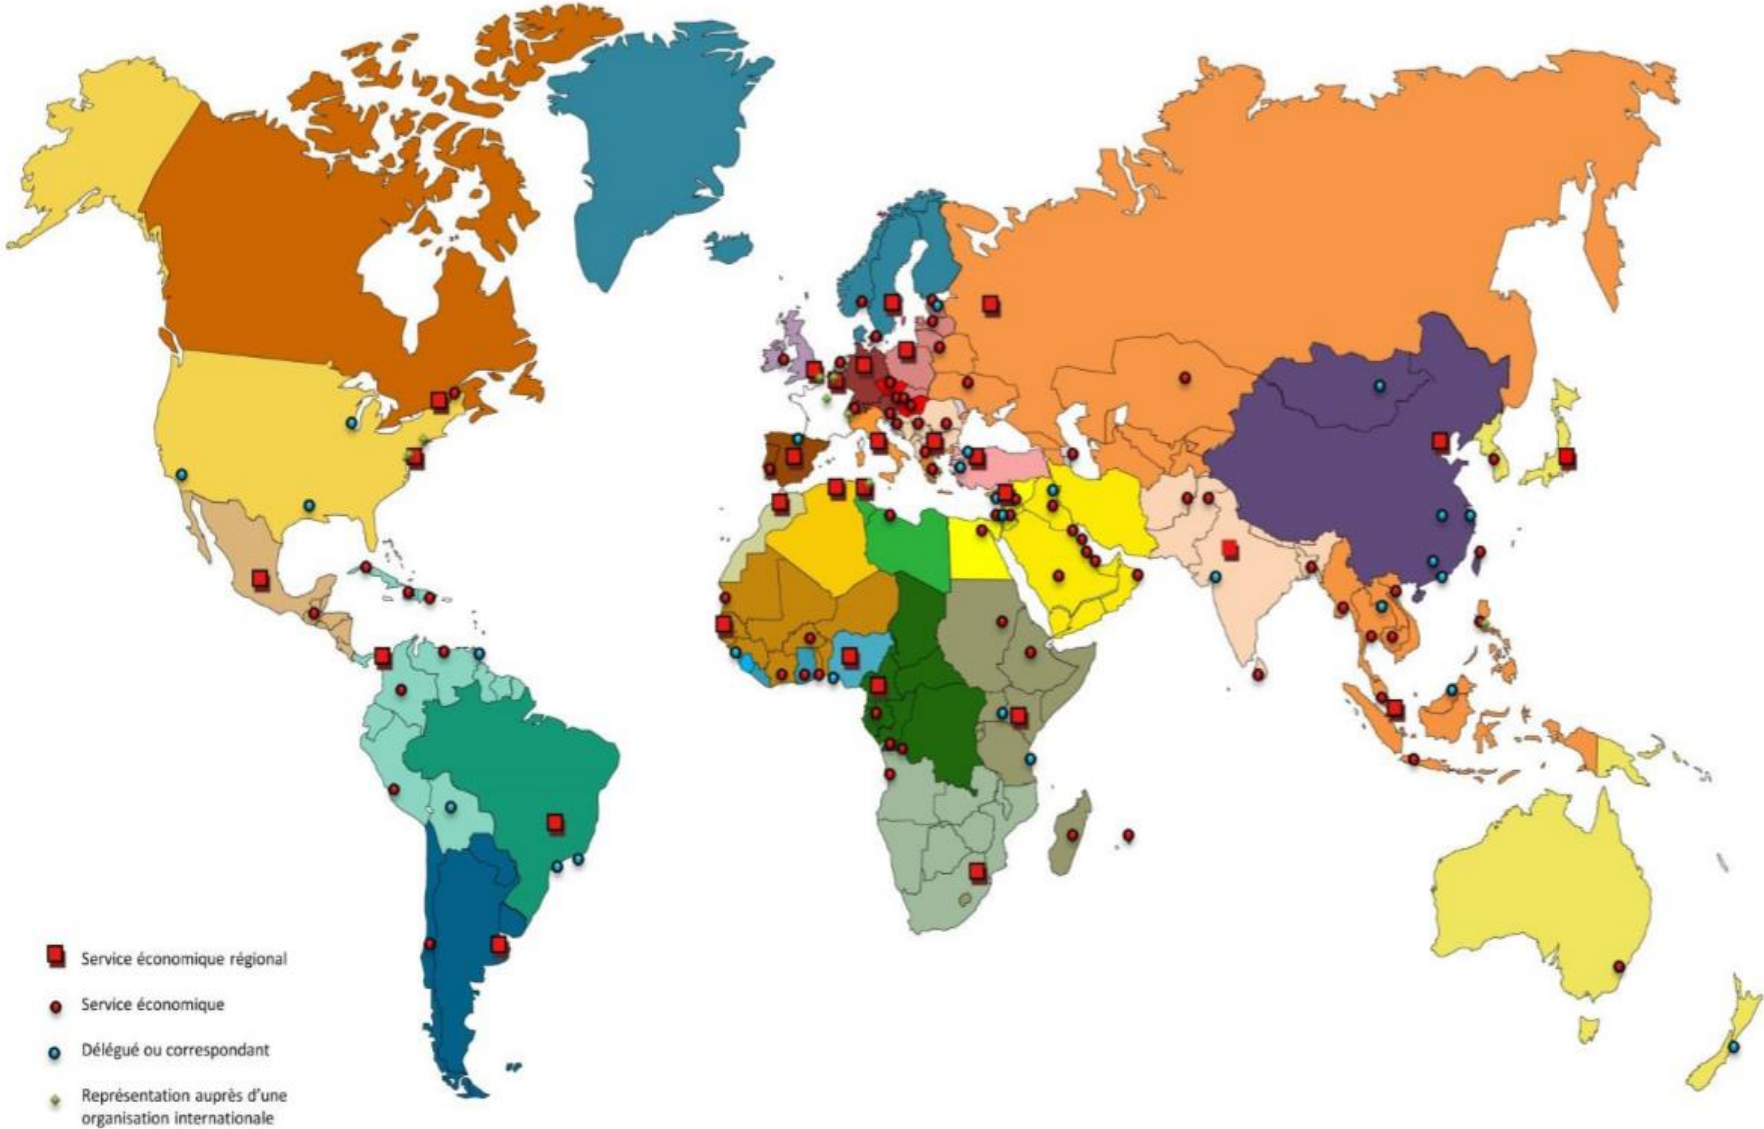 Service économique régional
Service économique
Délégué ou correspondant
Représentation auprès d'une
organisation internationale